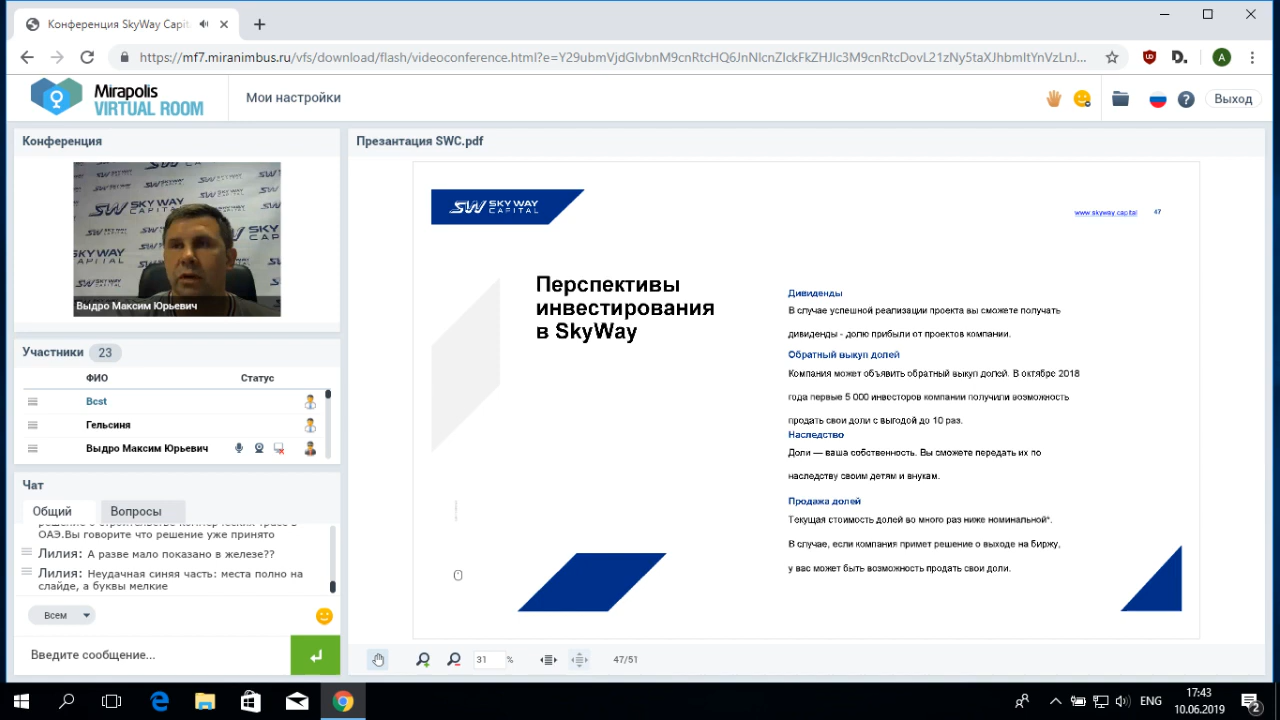 Конференция SkyWay Capit
https://mf7.miranimbus.ru/vfs/download/flash/videoconference.html?e=Y29ubmVjdGlvbnM9cnRtcHQ6JnNlcnZlckFkZHJlc3M9cnRtcDovL21zNy5taXJhbmltYnVzLnJ...
Mirapolis
VIRTUAL ROOM
Мои настройки
Выход
Конференция
SKY WAY
CAPITAL
Выдро Максим Юрьевич
Участники 23
ФИО Статус
Bcst
Гельсиня
Выдро Максим Юрьевич
Чат
Общий Вопросы
ОАЭ.Вы говорите что решение уже принято
Лилия: А разве мало показано в железе??
Лилия: Неудачная синяя часть: места полно на
слайде, а буквы мелкие
Всем
Введите сообщение...
Презантация SWC.pdf
SW SKY WAY
CAPITAL
www.skyway.capital 47
Перспективы
инвестирования
в SkyWay
Дивиденды
В случае успешной реализации проекта вы сможете получать
дивиденды - долю прибыли от проектов компании.
Обратный выкуп долей
Компания может объявить обратный выкуп долей. В октябре 2018
года первые 5 000 инвесторов компании получили возможность
продать свои доли с выгодой до 10 раз.
Наследство
Доли — ваша собственность. Вы сможете передать их по
наследству своим детям и внукам.
Продажа долей
Текущая стоимость долей во много раз ниже номинальной*.
В случае, если компания примет решение о выходе на биржу,
у вас может быть возможность продать свои доли.
31 %
47/51
ENG
17:43
10.06.2019
2